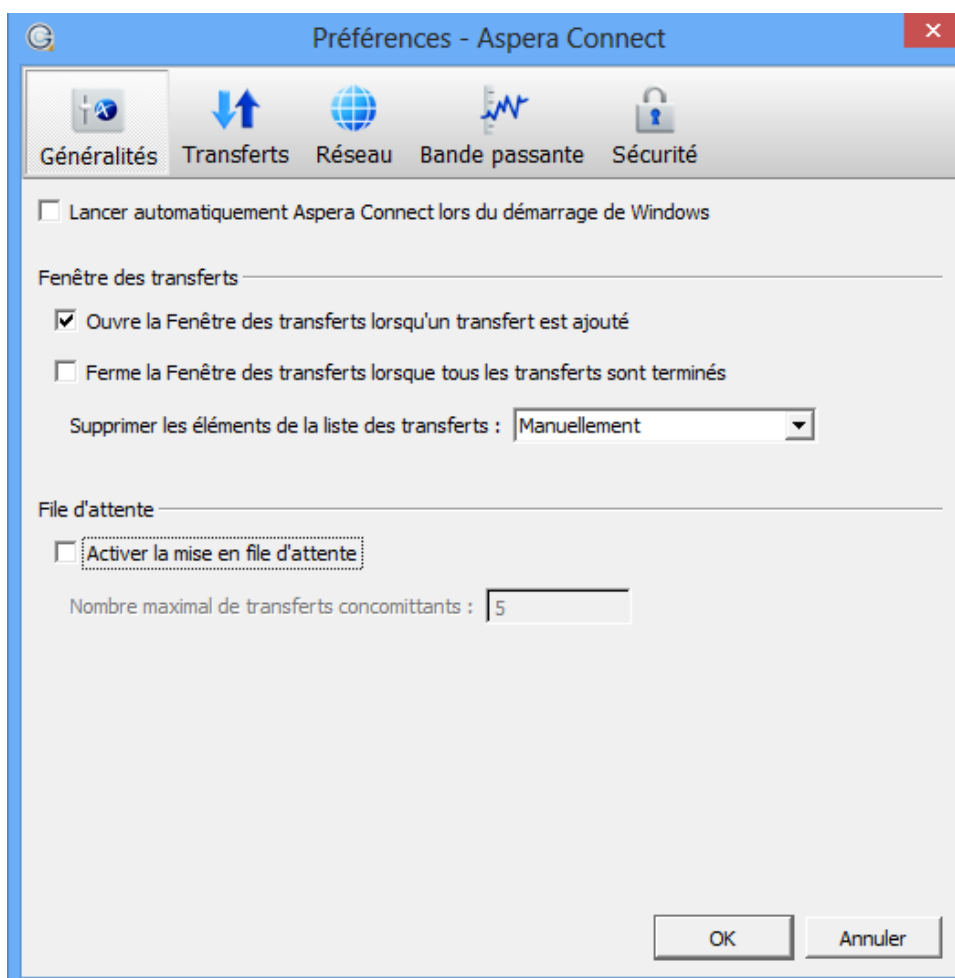 Préférences - Aspera Connect
Généralités Transferts Réseau Bande passante Sécurité
Lancer automatiquement Aspera Connect lors du démarrage de Windows
Fenêtre des transferts
Ouvre la Fenêtre des transferts lorsqu'un transfert est ajouté
Ferme la Fenêtre des transferts lorsque tous les transferts sont terminés
Supprimer les éléments de la liste des transferts : Manuellement
File d'attente
Activer la mise en file d'attente
Nombre maximal de transferts concomittants : 5
OK Annuler